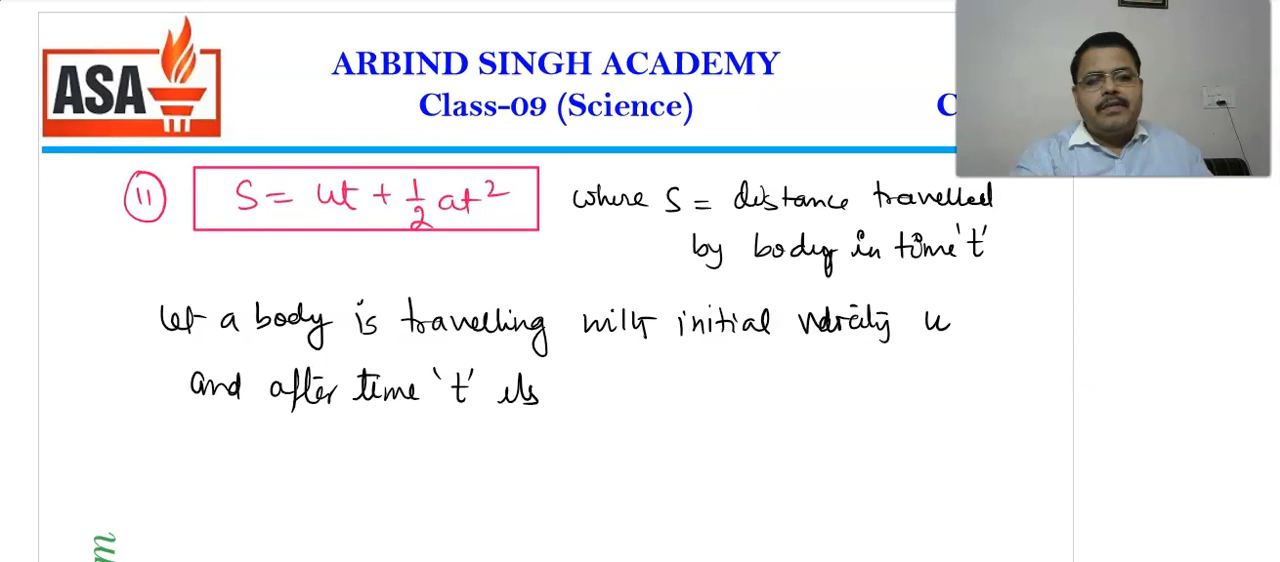 ASA
ARBIND SINGH ACADEMY
Class-09 (Science)
C
11 S = ut + 1/2 at² where S = distance travelled
by body in time 't'
Let a body is travelling with initial velocity u
and after time 't' its
m